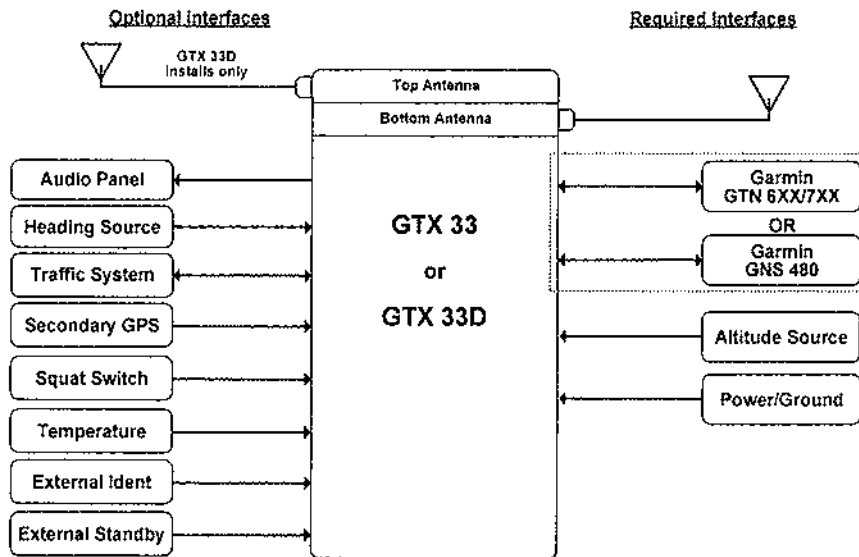 Optional Interfaces
Required Interfaces
GTX 33D
Installs only
Top Antenna
Bottom Antenna
Audio Panel
Heading Source
Traffic System
Secondary GPS
Squat Switch
Temperature
External Ident
External Standby
GTX 33
or
GTX 33D
Garmin
GTN 6XX/7XX
OR
Garmin
GNS 480
Altitude Source
Power/Ground